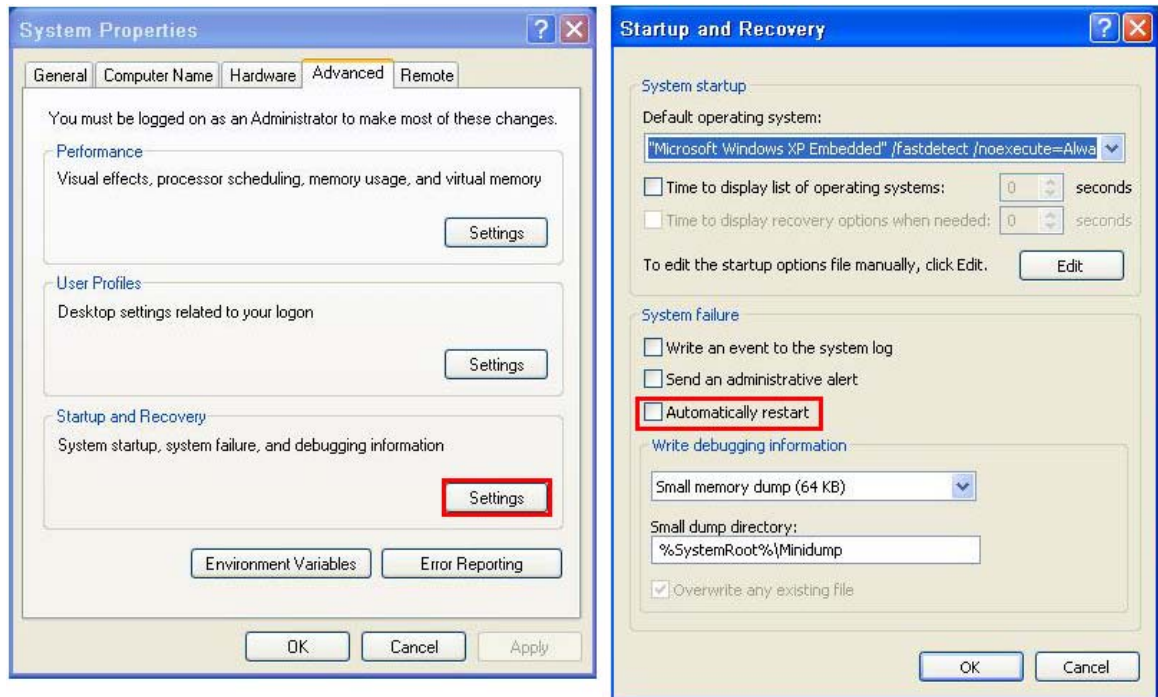 System Properties
General Computer Name Hardware Advanced Remote
You must be logged on as an Administrator to make most of these changes.
Performance
Visual effects, processor scheduling, memory usage, and virtual memory
Settings
User Profiles
Desktop settings related to your logon
Settings
Startup and Recovery
System startup, system failure, and debugging information
Settings
Environment Variables Error Reporting
OK Cancel Apply
Startup and Recovery
System startup
Default operating system:
"Microsoft Windows XP Embedded" /fastdetect /noexecute=Alwa
Time to display list of operating systems: 0 seconds
Time to display recovery options when needed: 0 seconds
To edit the startup options file manually, click Edit. Edit
System failure
Write an event to the system log
Send an administrative alert
Automatically restart
Write debugging information
Small memory dump (64 KB)
Small dump directory:
%SystemRoot%\Minidump
Overwrite any existing file
OK Cancel